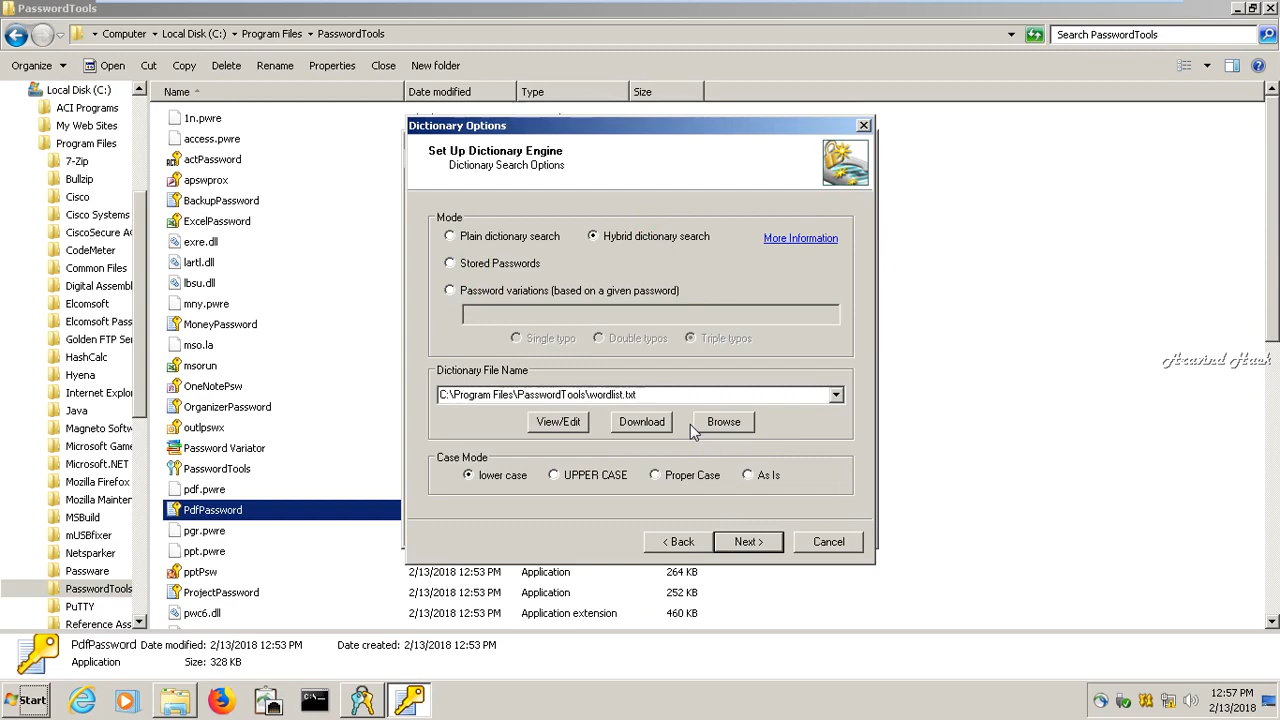 PasswordTools
Computer Local Disk (C:) Program Files PasswordTools
Search PasswordTools
Organize Open Cut Copy Delete Rename Properties Close New folder
Local Disk (C:)
ACI Programs
My Web Sites
Program Files
7-Zip
Bullzip
Cisco
Cisco Systems
CiscoSecure AC
CodeMeter
Common Files
Digital Assembl
Elcomsoft
Elcomsoft Pass
Golden FTP Ser
HashCalc
Hyena
Internet Explor
Java
Magneto Softw
Microsoft Gam
Microsoft.NET
Mozilla Firefox
Mozilla Mainten
MSBuild
mUSBfixer
Netsparker
Passware
PasswordTools
PuTTY
Reference Asse
Name Date modified Type Size
1n.pwre
access.pwre
actPassword
apswprox
BackupPassword
ExcelPassword
exre.dll
lartl.dll
lbsu.dll
mny.pwre
MoneyPassword
mso.la
msorun
OneNotePsw
OrganizerPassword
outlpswx
Password Variator
PasswordTools
pdf.pwre
PdfPassword
pgr.pwre
ppt.pwre
pptPsw 2/13/2018 12:53 PM Application 264 KB
ProjectPassword 2/13/2018 12:53 PM Application 252 KB
pwc6.dll 2/13/2018 12:53 PM Application extension 460 KB
Dictionary Options
Set Up Dictionary Engine
Dictionary Search Options
Mode
Plain dictionary search Hybrid dictionary search More Information
Stored Passwords
Password variations (based on a given password)
Single typo Double typos Triple typos
Dictionary File Name
C:\Program Files\PasswordTools\wordlist.txt
View/Edit Download Browse
Case Mode
lower case UPPER CASE Proper Case As Is
< Back Next > Cancel
Aravind Hack
PdfPassword Date modified: 2/13/2018 12:53 PM Date created: 2/13/2018 12:53 PM
Application Size: 328 KB
Start
12:57 PM
2/13/2018